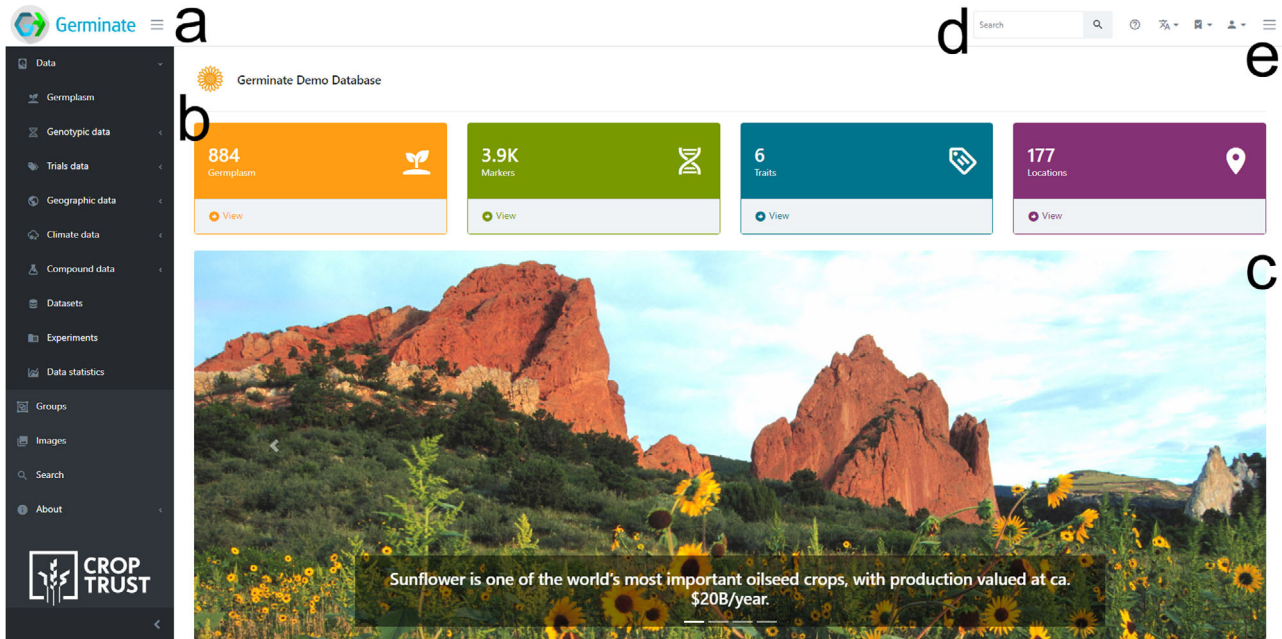 Germinate
a
d
Search
e
Data
Germplasm
Genotypic data
Trials data
Geographic data
Climate data
Compound data
Datasets
Experiments
Data statistics
Groups
Images
Search
About
CROP
TRUST
Germinate Demo Database
b
884
Germplasm
View
3.9K
Markers
View
6
Traits
View
177
Locations
View
c
Sunflower is one of the world's most important oilseed crops, with production valued at ca.
$20B/year.